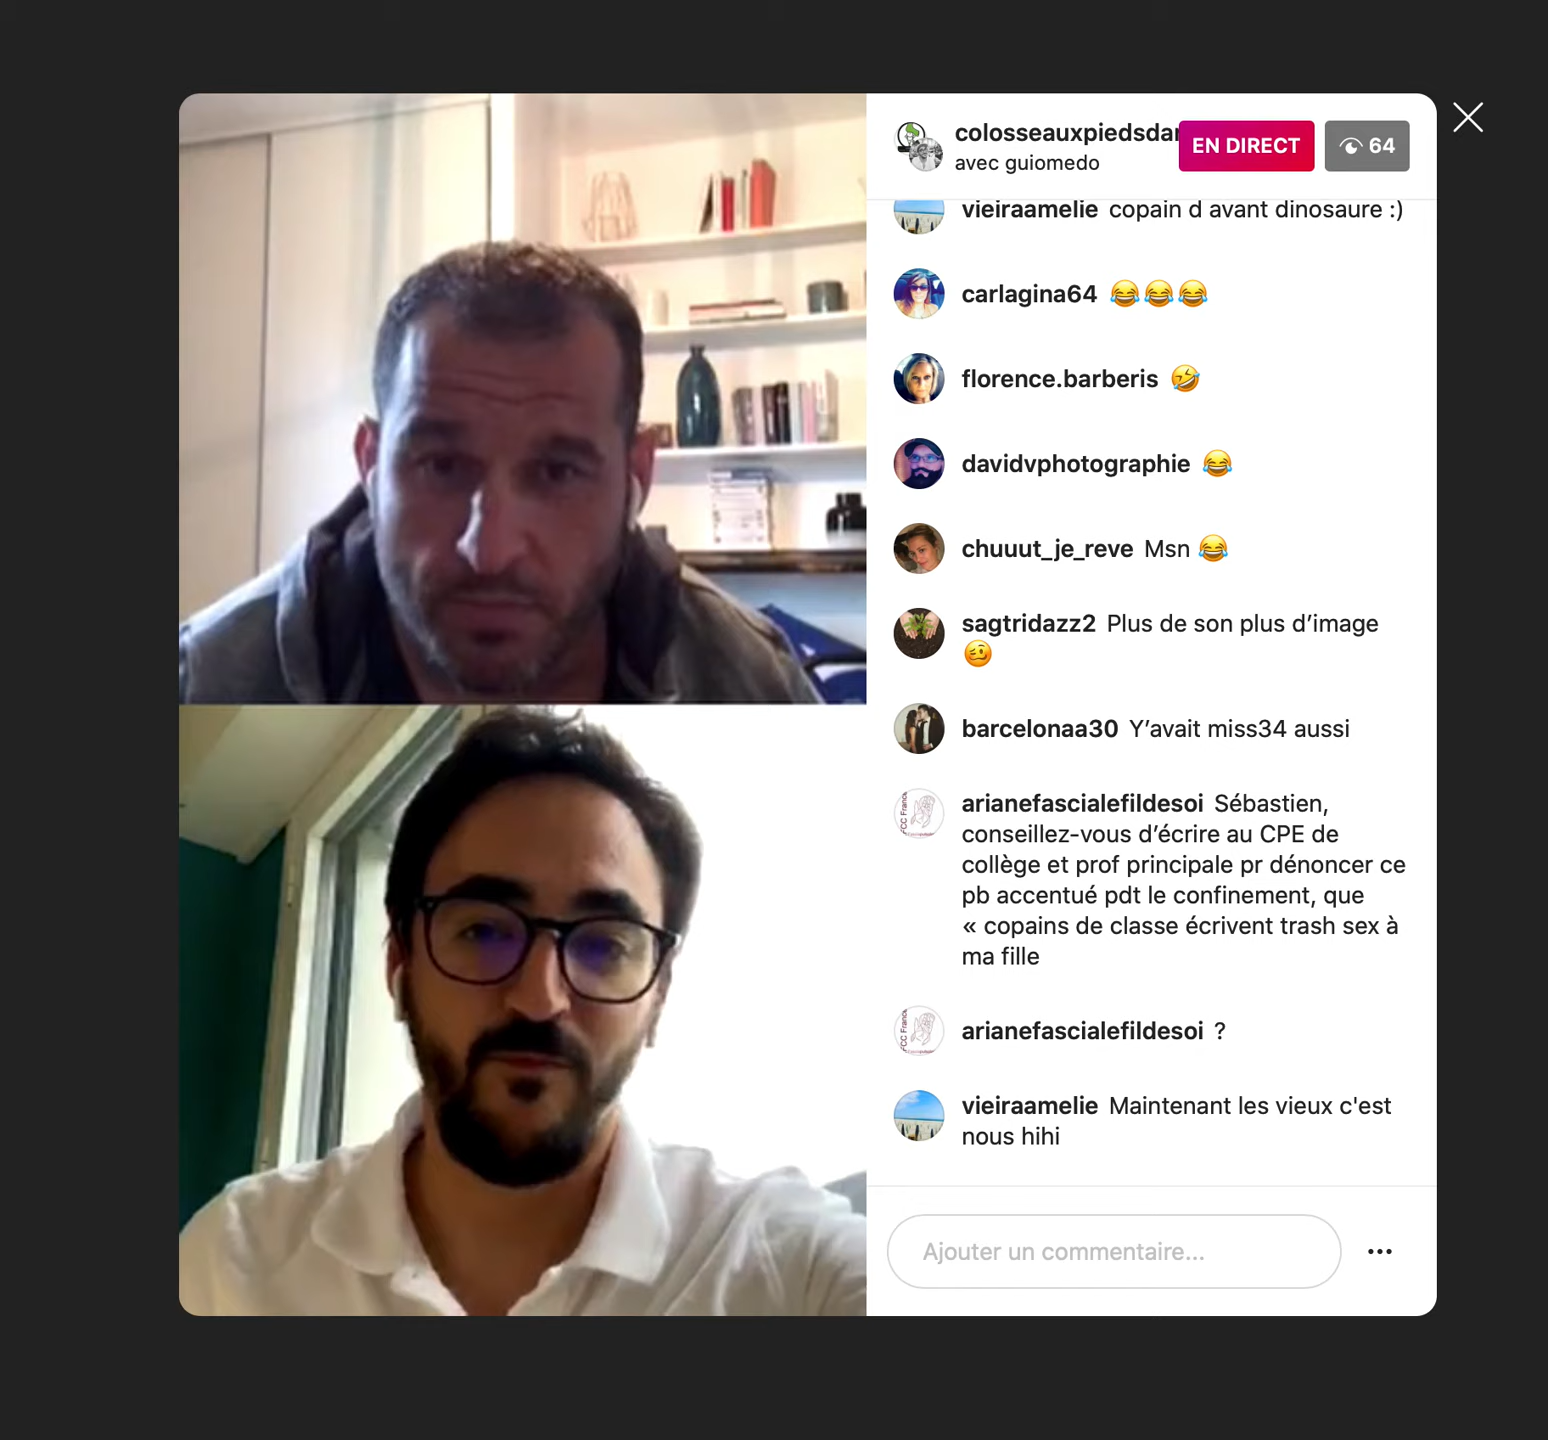 colosseauxpiedsdar
avec guiomedo
EN DIRECT
64
vieiraamelie copain d avant dinosaure :)
carlagina64 😂😂😂
florence.barberis 🤣
davidvphotographie 😂
chuuut_je_reve Msn 😂
sagtridazz2 Plus de son plus d’image
🥴
barcelonaa30 Y’avait miss34 aussi
arianefascialefildesoi Sébastien,
conseillez-vous d’écrire au CPE de
collège et prof principale pr dénoncer ce
pb accentué pdt le confinement, que
« copains de classe écrivent trash sex à
ma fille
arianefascialefildesoi ?
vieiraamelie Maintenant les vieux c'est
nous hihi
Ajouter un commentaire...